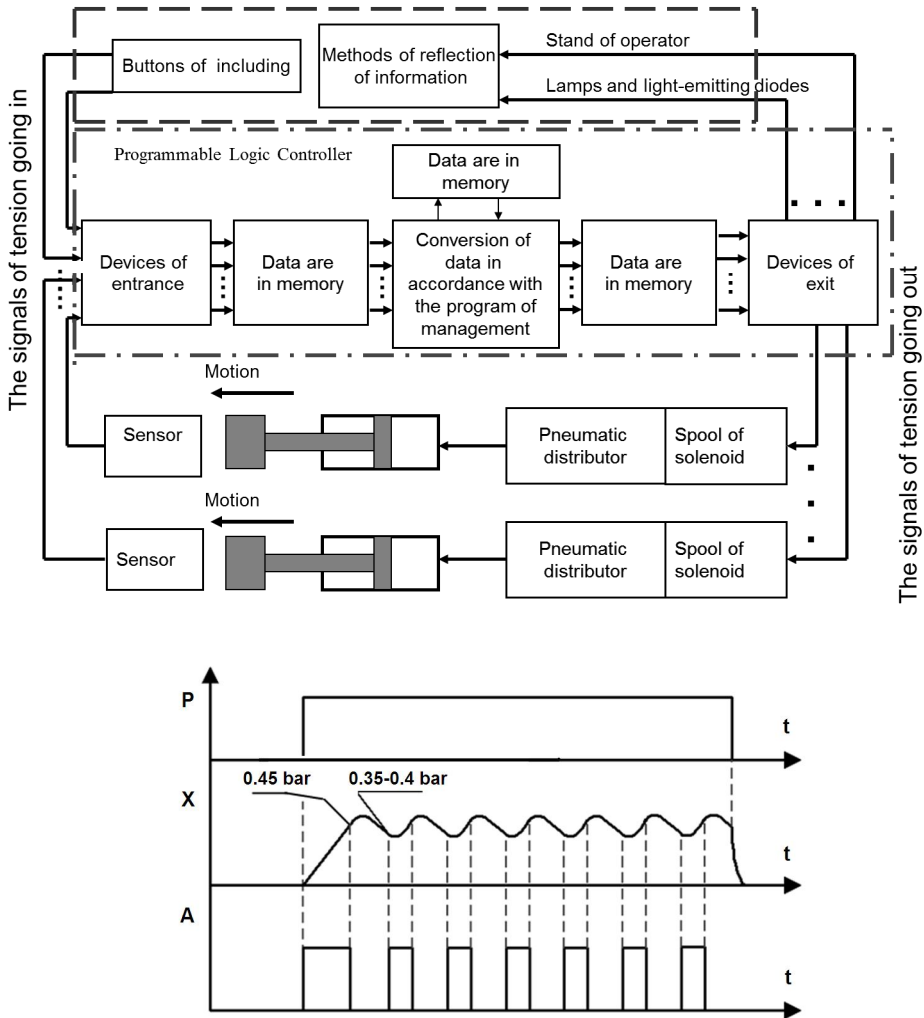 Stand of operator
Buttons of including
Methods of reflection
of information
Lamps and light-emitting diodes
The signals of tension going in
Programmable Logic Controller
Data are in
memory
Devices of
entrance
Data are
in memory
Conversion of
data in
accordance with
the program of
management
Data are
in memory
Devices of
exit
The signals of tension going out
Motion
Sensor
Pneumatic
distributor
Spool of
solenoid
Motion
Sensor
Pneumatic
distributor
Spool of
solenoid
P
t
0.45 bar
0.35-0.4 bar
X
t
A
t